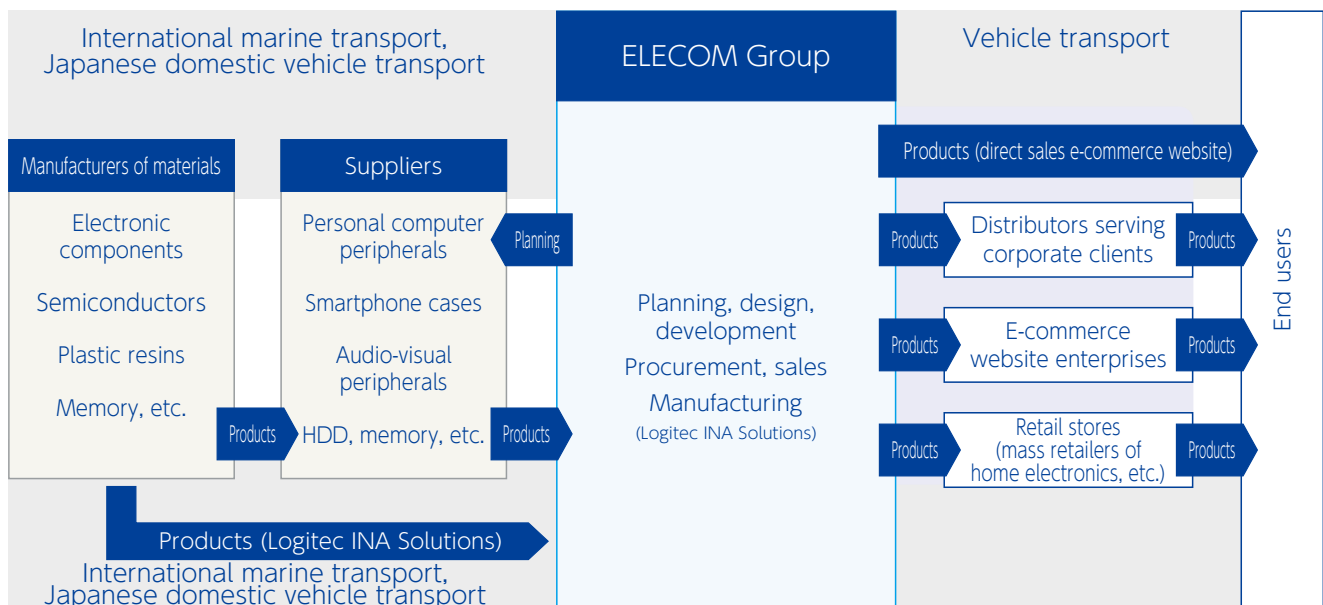 International marine transport,
Japanese domestic vehicle transport
ELECOM Group
Vehicle transport
Manufacturers of materials
Electronic
components
Semiconductors
Plastic resins
Memory, etc.
Products
Suppliers
Personal computer
peripherals
Smartphone cases
Audio-visual
peripherals
HDD, memory, etc.
Planning
Products
Planning, design,
development
Procurement, sales
Manufacturing
(Logitec INA Solutions)
Products (direct sales e-commerce website)
Products
Distributors serving
corporate clients
Products
Products
E-commerce
website enterprises
Products
Products
Retail stores
(mass retailers of
home electronics, etc.)
Products
End users
Products (Logitec INA Solutions)
International marine transport,
Japanese domestic vehicle transport